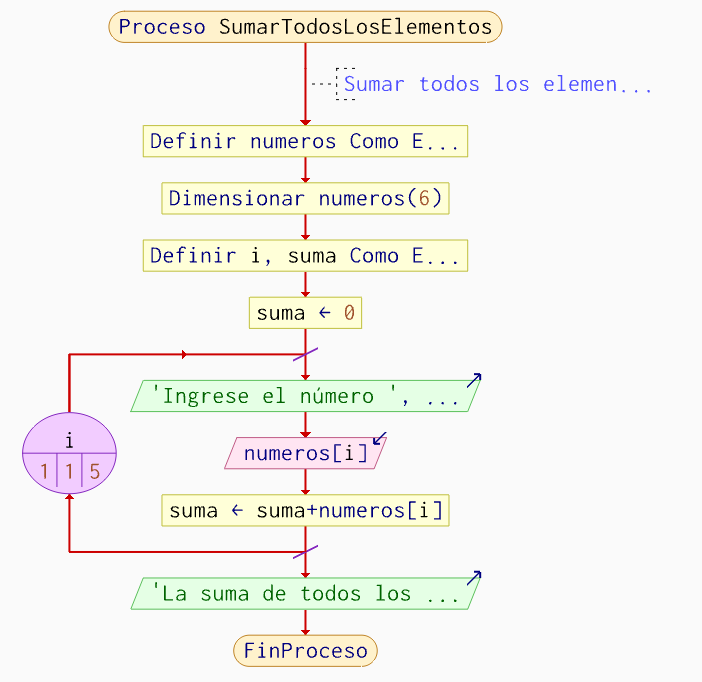 Proceso SumarTodosLosElementos
Sumar todos los elemen...
Definir numeros Como E...
Dimensionar numeros(6)
Definir i, suma Como E...
suma ← 0
'Ingrese el número ', ...
i
1 1 5
numeros[i]
suma ← suma+numeros[i]
'La suma de todos los ...
FinProceso